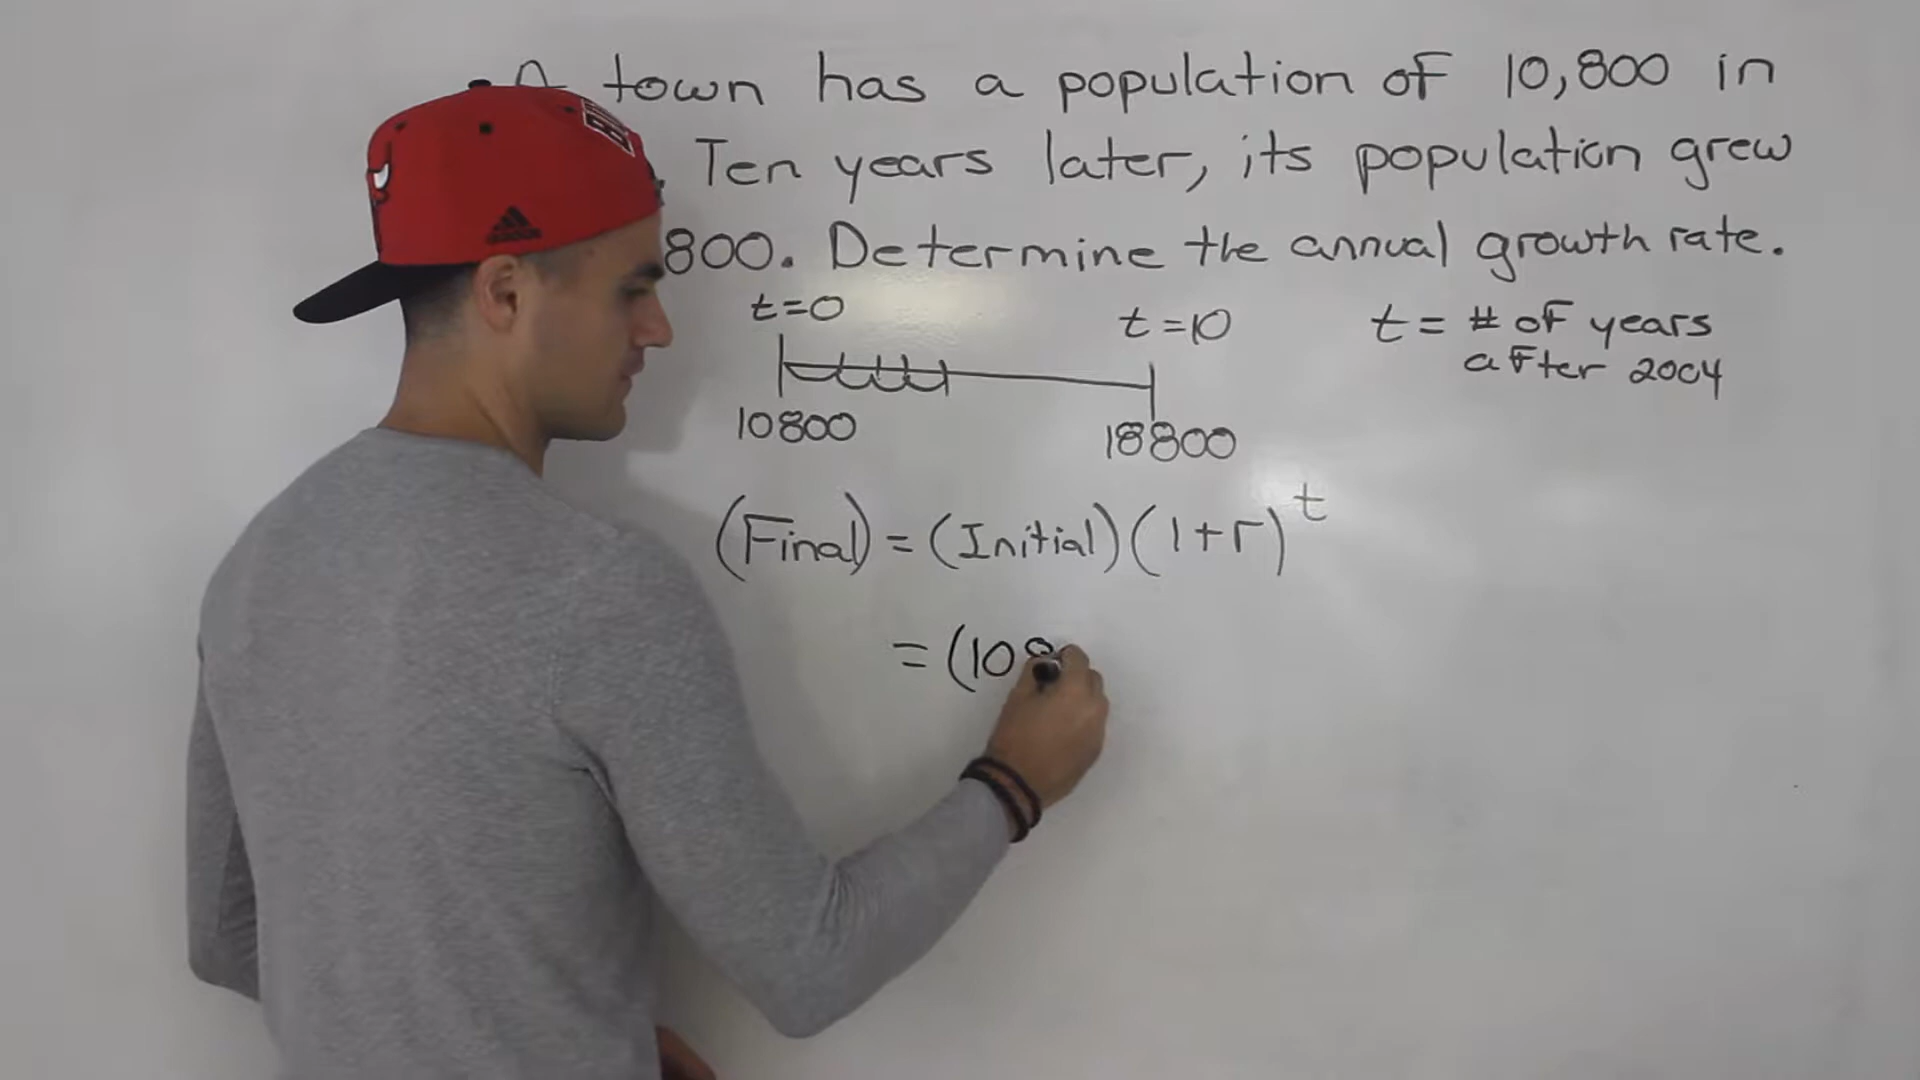 A town has a population of 10,800 in
Ten years later, its population grew
800. Determine the annual growth rate.
t=0
t=10
t = # of years
after 2004
10800
18800
(Final) = (Initial)(1+r)^t
= (108